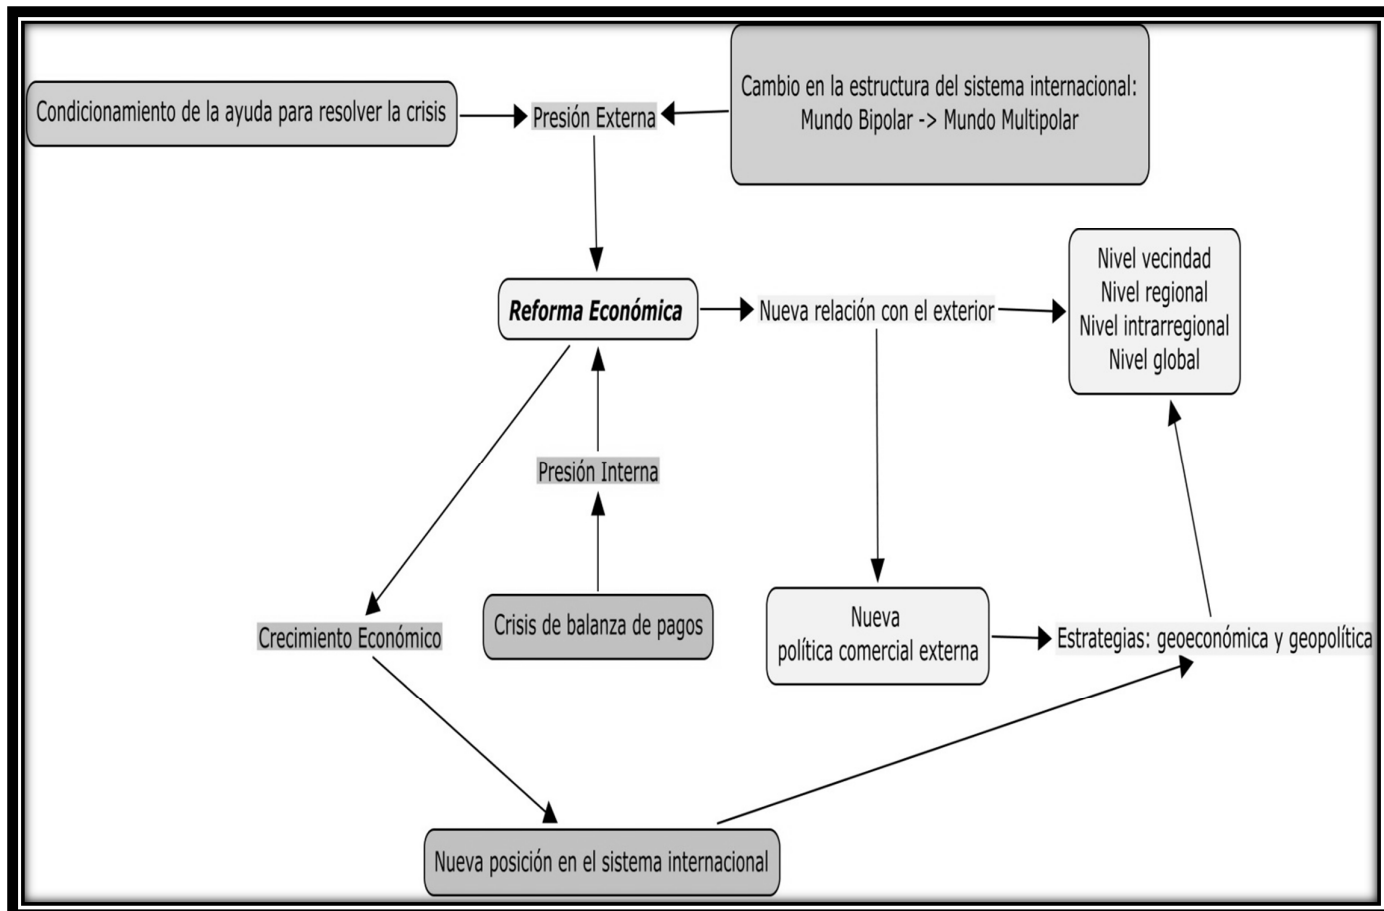 Condicionamiento de la ayuda para resolver la crisis
Presión Externa
Cambio en la estructura del sistema internacional:
Mundo Bipolar -> Mundo Multipolar
Reforma Económica
Nueva relación con el exterior
Nivel vecindad
Nivel regional
Nivel intrarregional
Nivel global
Presión Interna
Crecimiento Económico
Crisis de balanza de pagos
Nueva
política comercial externa
Estrategias: geoeconómica y geopolítica
Nueva posición en el sistema internacional